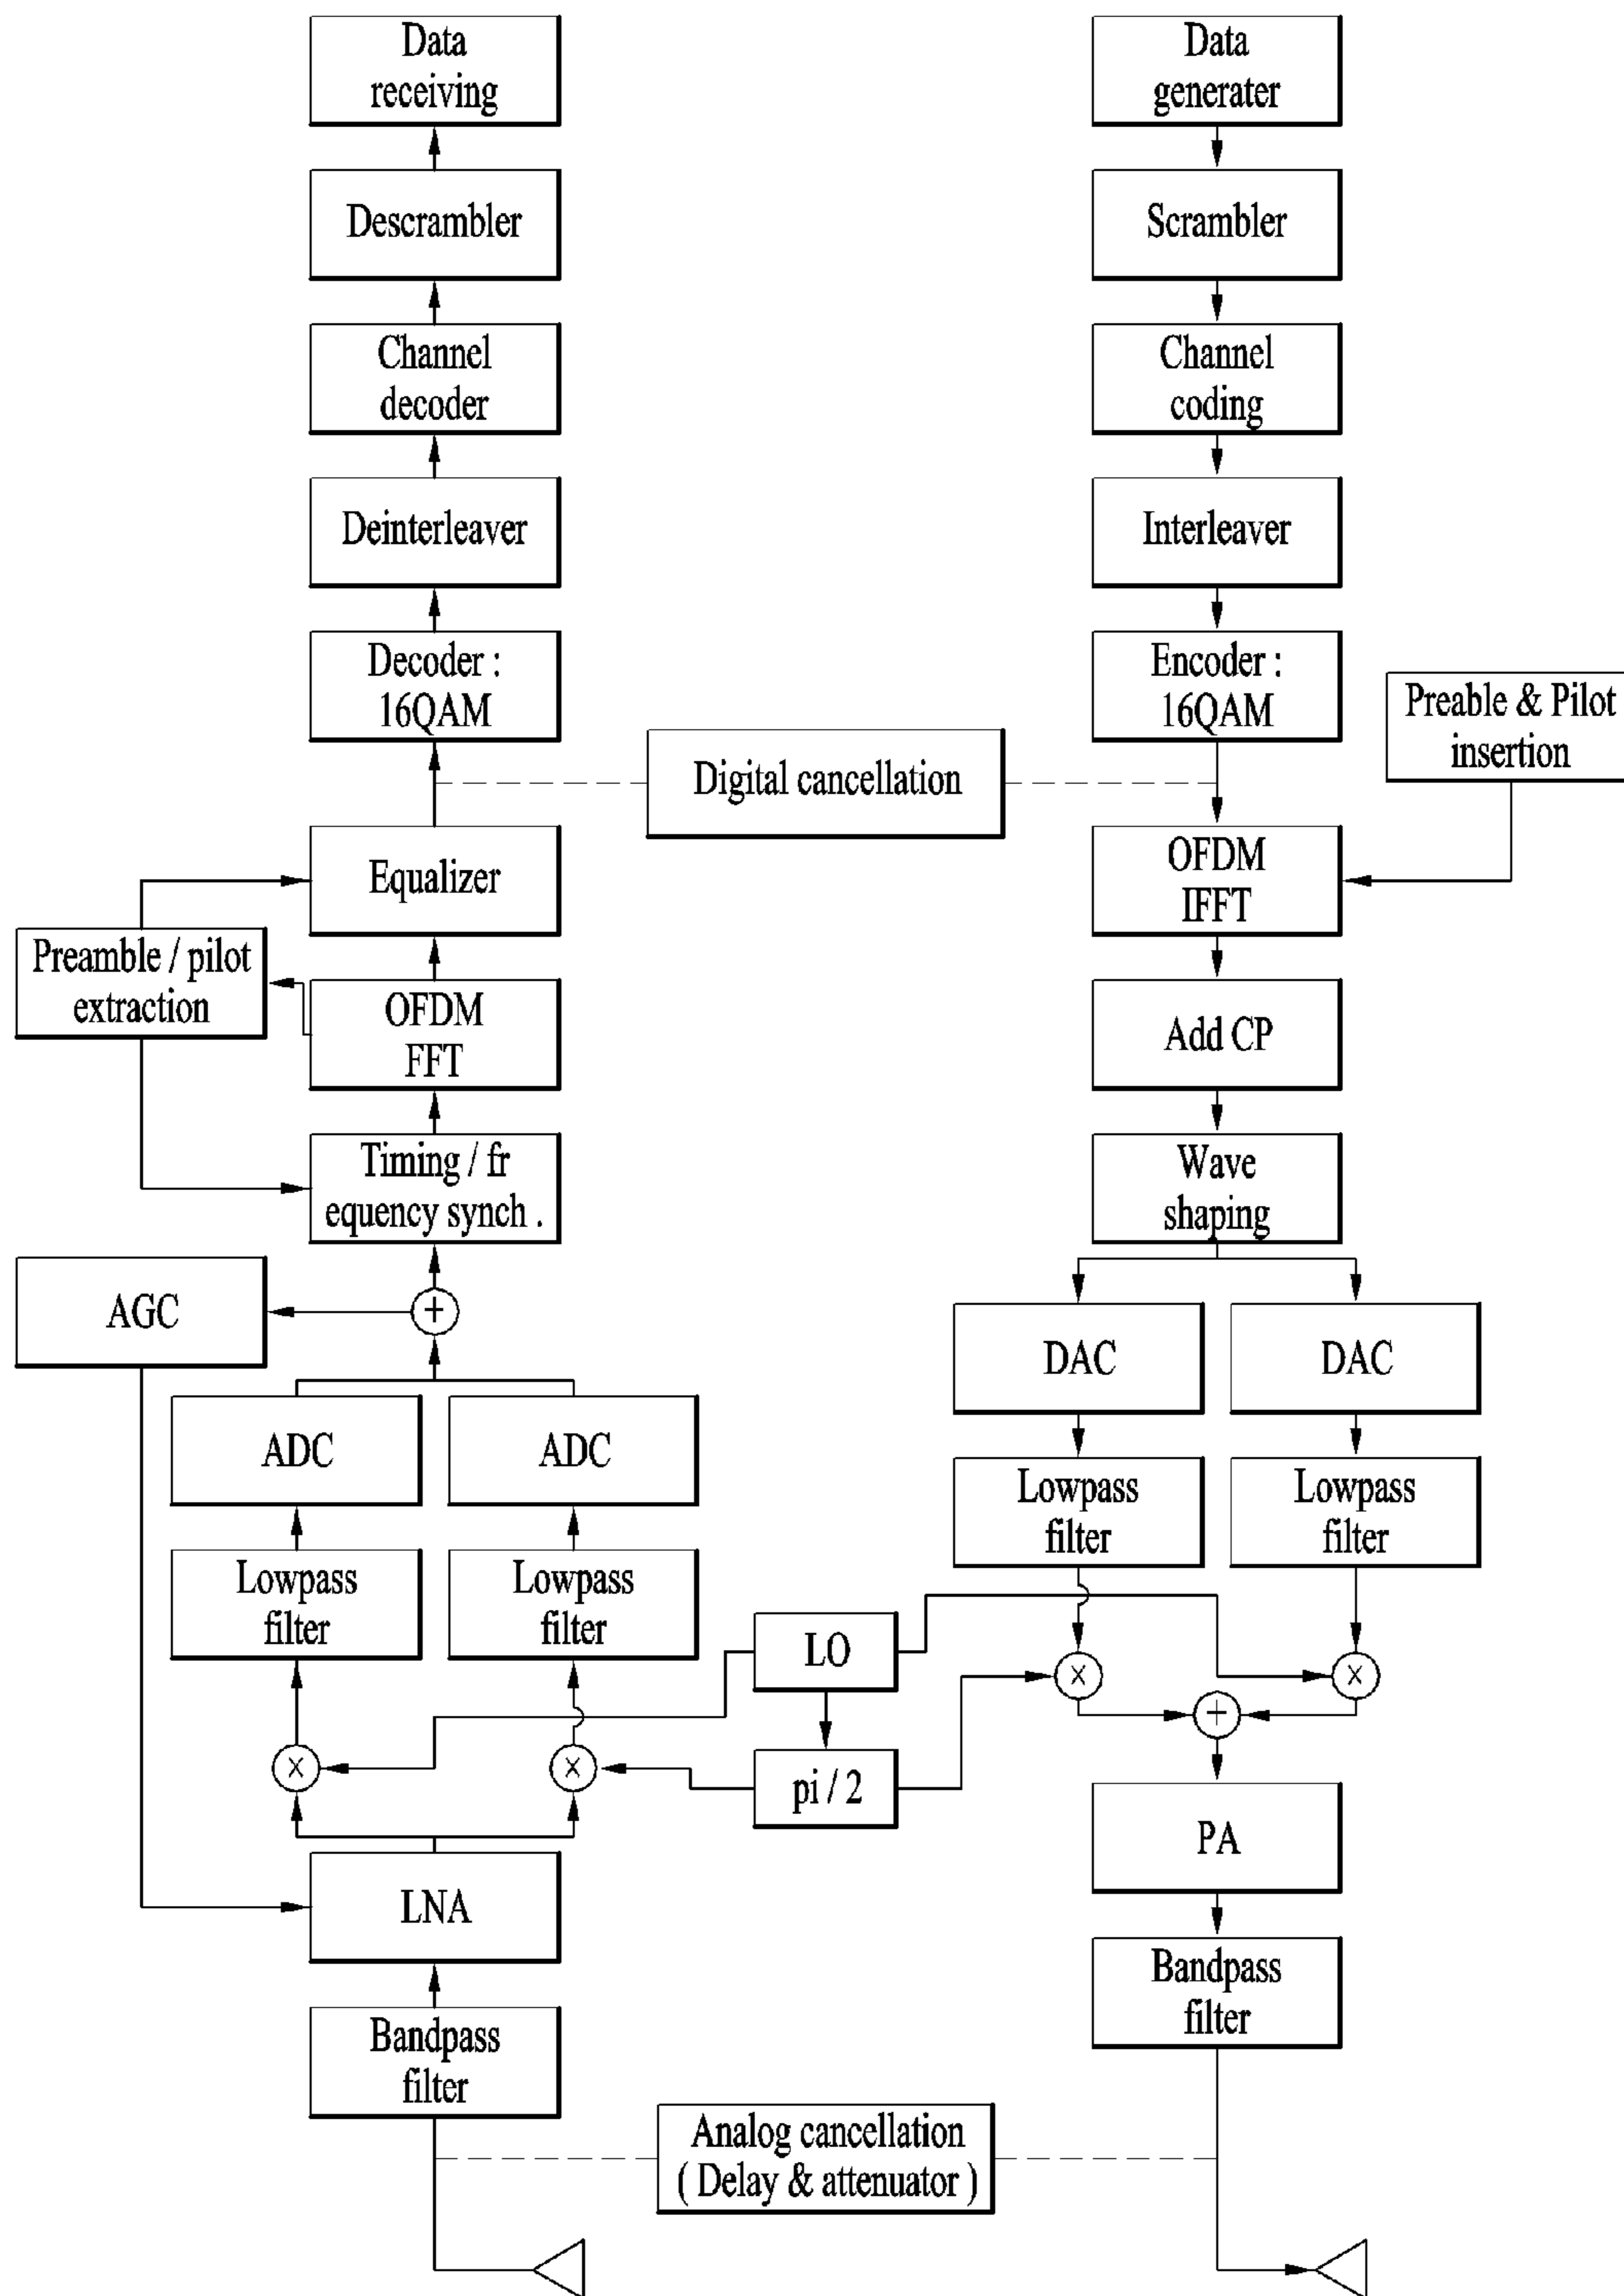 Data
receiving
Data
generater
Descrambler
Scrambler
Channel
decoder
Channel
coding
Deinterleaver
Interleaver
Decoder :
16QAM
Encoder :
16QAM
Preable & Pilot
insertion
Digital cancellation
Equalizer
OFDM
IFFT
Preamble / pilot
extraction
OFDM
FFT
Add CP
Timing / fr
equency synch .
Wave
shaping
AGC
+
DAC
DAC
ADC
ADC
Lowpass
filter
Lowpass
filter
Lowpass
filter
Lowpass
filter
LO
X
X
+
X
X
pi / 2
PA
LNA
Bandpass
filter
Bandpass
filter
Analog cancellation
( Delay & attenuator )